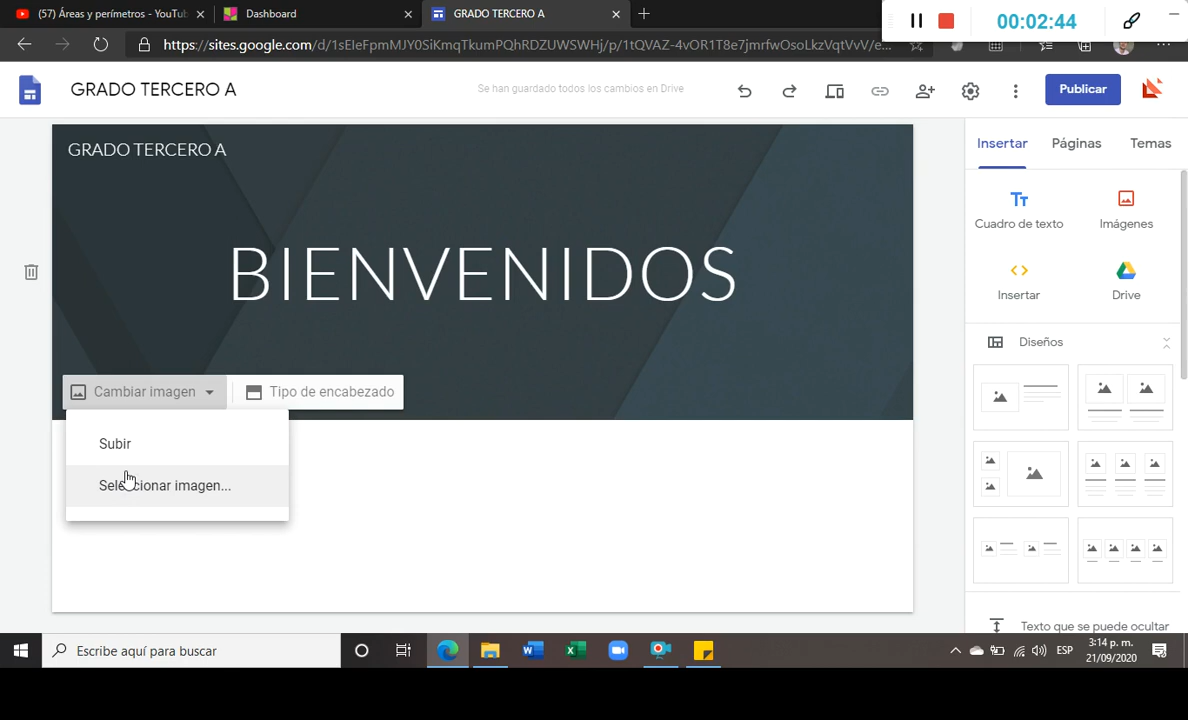 (57) Áreas y perímetros - YouTu
Dashboard
GRADO TERCERO A
00:02:44
https://sites.google.com/d/1sEIeFpmMJY0SiKmqTkumPQhRDZUWSWHj/p/1tQVAZ-4vOR1T8e7jmrfwOsoLkzVqtVvV/e...
GRADO TERCERO A
Se han guardado todos los cambios en Drive
Publicar
GRADO TERCERO A
BIENVENIDOS
Cambiar imagen
Tipo de encabezado
Subir
Seleccionar imagen...
Insertar
Páginas
Temas
Tт
Cuadro de texto
Imágenes
Insertar
Drive
Diseños
Texto que se puede ocultar
Escribe aquí para buscar
ESP
3:14 p. m.
21/09/2020